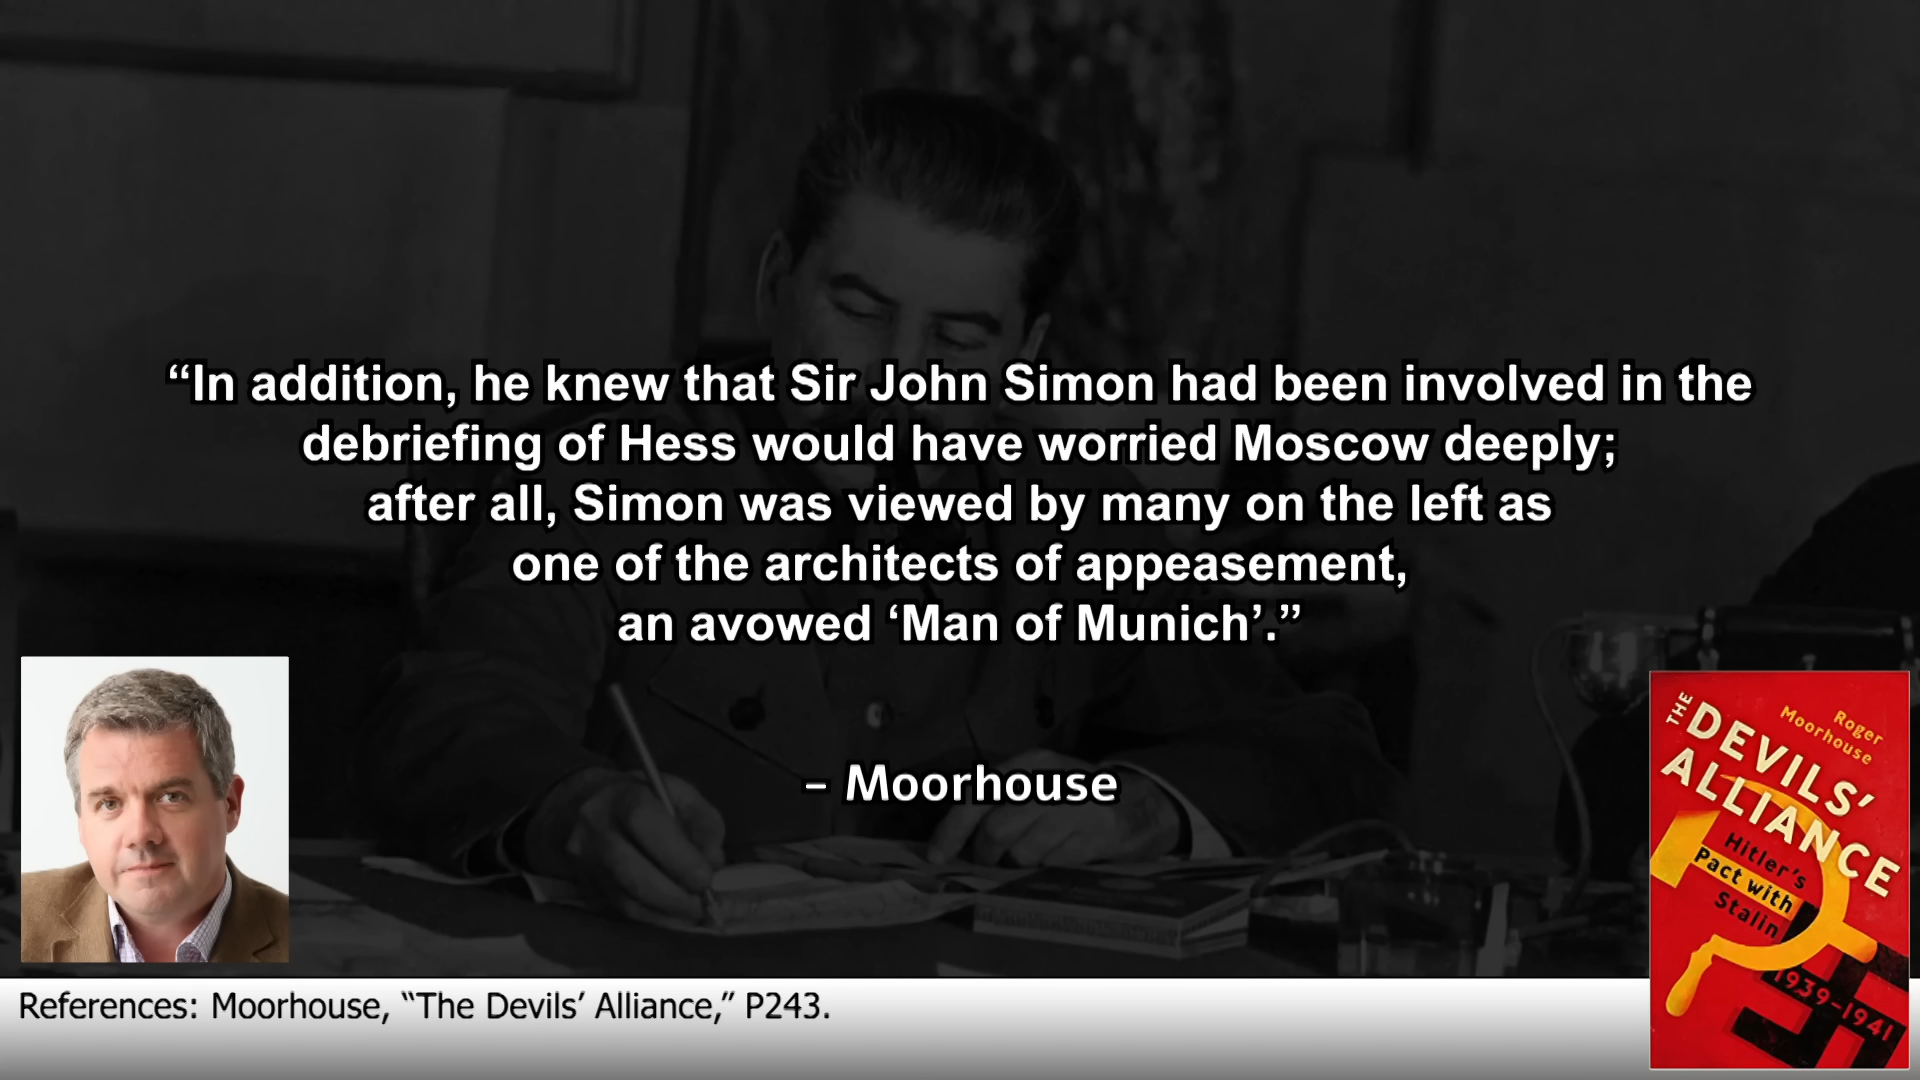 “In addition, he knew that Sir John Simon had been involved in the
debriefing of Hess would have worried Moscow deeply;
after all, Simon was viewed by many on the left as
one of the architects of appeasement,
an avowed ‘Man of Munich’.”
– Moorhouse
THE
DEVILS’
ALLIANCE
Roger
Moorhouse
Hitler's
Pact with
Stalin
1939–1941
References: Moorhouse, “The Devils’ Alliance,” P243.